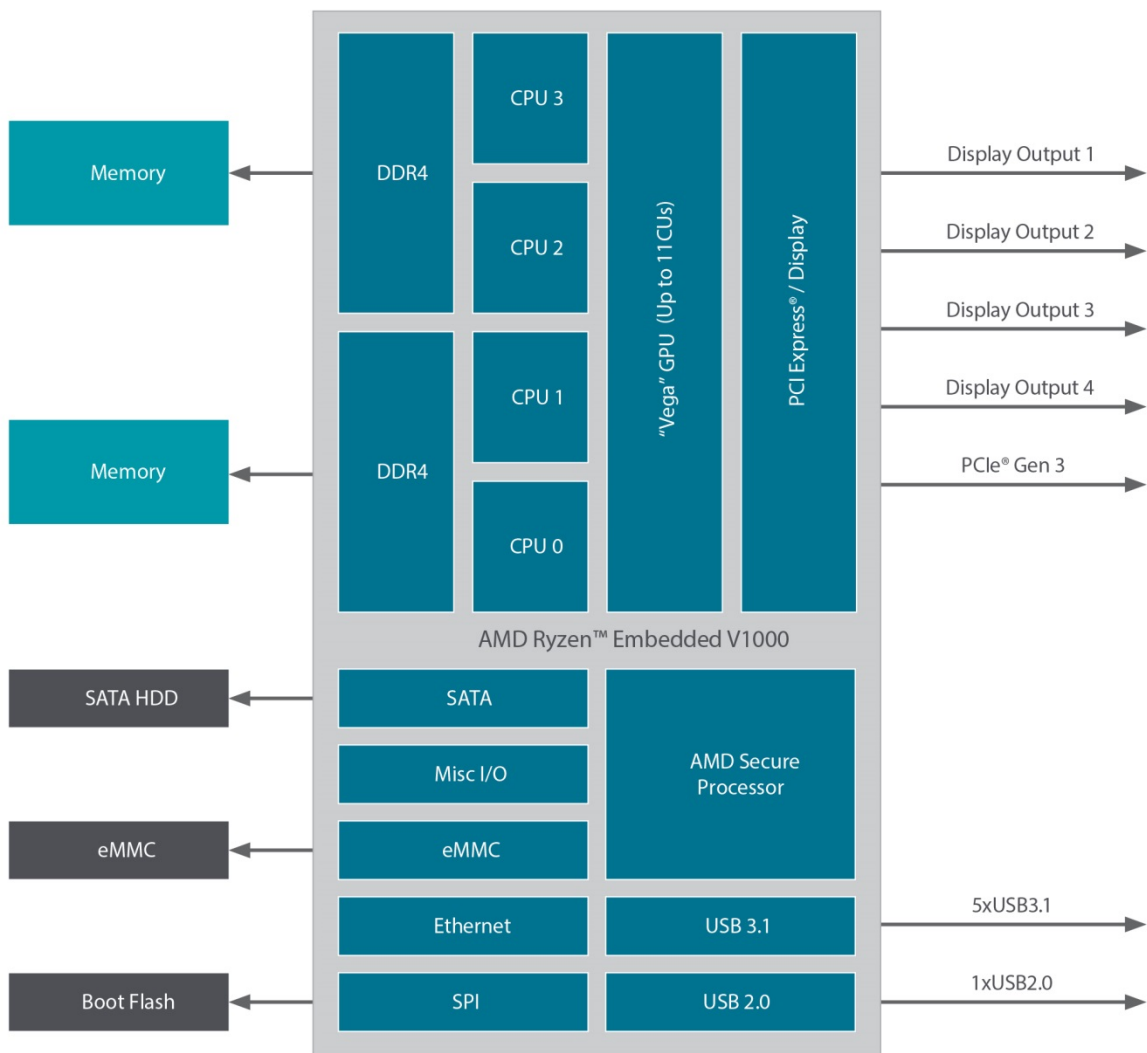 Memory
Memory
SATA HDD
eMMC
Boot Flash
DDR4
DDR4
CPU 3
CPU 2
CPU 1
CPU 0
“Vega” GPU (Up to 11CUs)
PCI Express® / Display
AMD Ryzen™ Embedded V1000
SATA
Misc I/O
eMMC
Ethernet
SPI
AMD Secure
Processor
USB 3.1
USB 2.0
Display Output 1
Display Output 2
Display Output 3
Display Output 4
PCIe® Gen 3
5xUSB3.1
1xUSB2.0